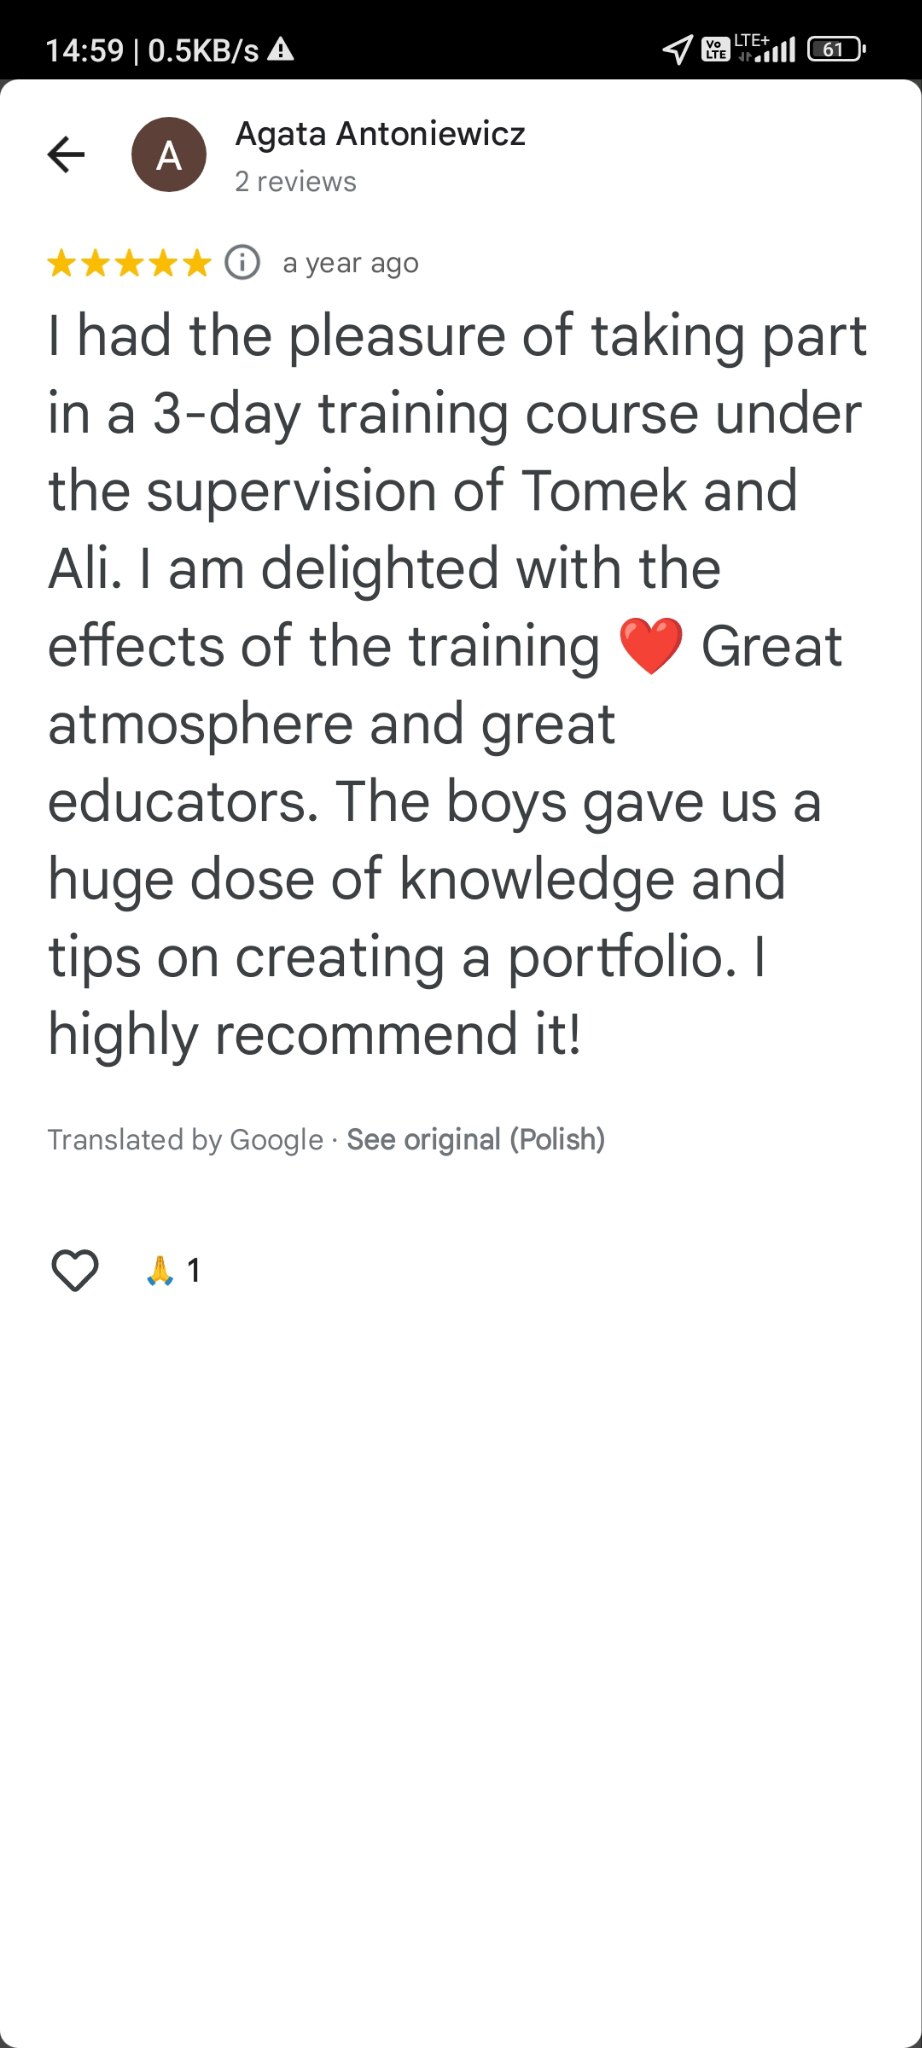 14:59 | 0.5KB/s
Vo LTE LTE+ 61
A
Agata Antoniewicz
2 reviews
a year ago
I had the pleasure of taking part
in a 3-day training course under
the supervision of Tomek and
Ali. I am delighted with the
effects of the training ❤️ Great
atmosphere and great
educators. The boys gave us a
huge dose of knowledge and
tips on creating a portfolio. I
highly recommend it!
Translated by Google · See original (Polish)
🙏 1